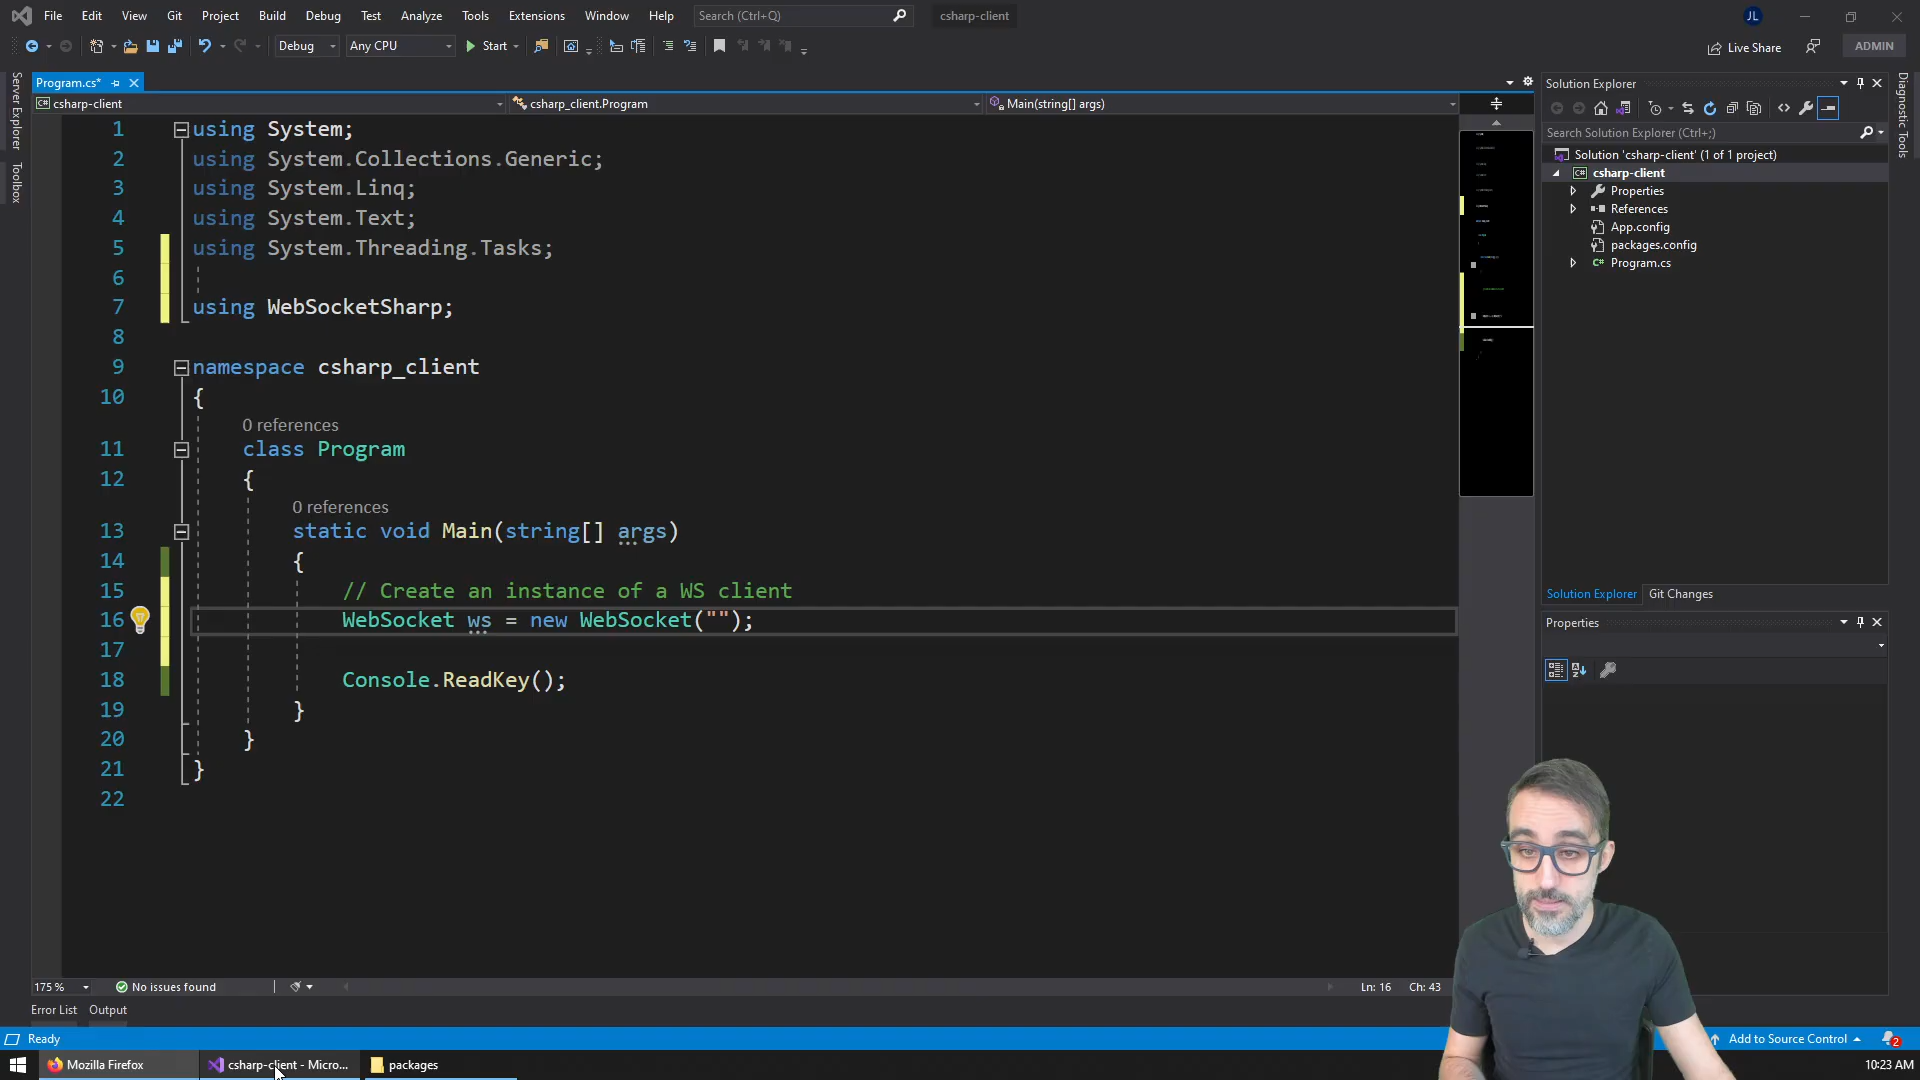 File Edit View Git Project Build Debug Test Analyze Tools Extensions Window Help Search (Ctrl+Q) csharp-client JL
Debug Any CPU Start Live Share ADMIN
Server Explorer
Toolbox
Program.cs*
csharp-client csharp_client.Program Main(string[] args)
1 using System;
2 using System.Collections.Generic;
3 using System.Linq;
4 using System.Text;
5 using System.Threading.Tasks;
6
7 using WebSocketSharp;
8
9 namespace csharp_client
10 {
0 references
11 class Program
12 {
0 references
13 static void Main(string[] args)
14 {
15 // Create an instance of a WS client
16 WebSocket ws = new WebSocket("");
17
18 Console.ReadKey();
19 }
20 }
21 }
22
175 % No issues found Ln: 16 Ch: 43
Error List Output
Solution Explorer
Search Solution Explorer (Ctrl+;)
Solution 'csharp-client' (1 of 1 project)
csharp-client
Properties
References
App.config
packages.config
Program.cs
Solution Explorer Git Changes
Properties
Diagnostic Tools
Ready Add to Source Control 2
Mozilla Firefox csharp-client - Micro... packages 10:23 AM